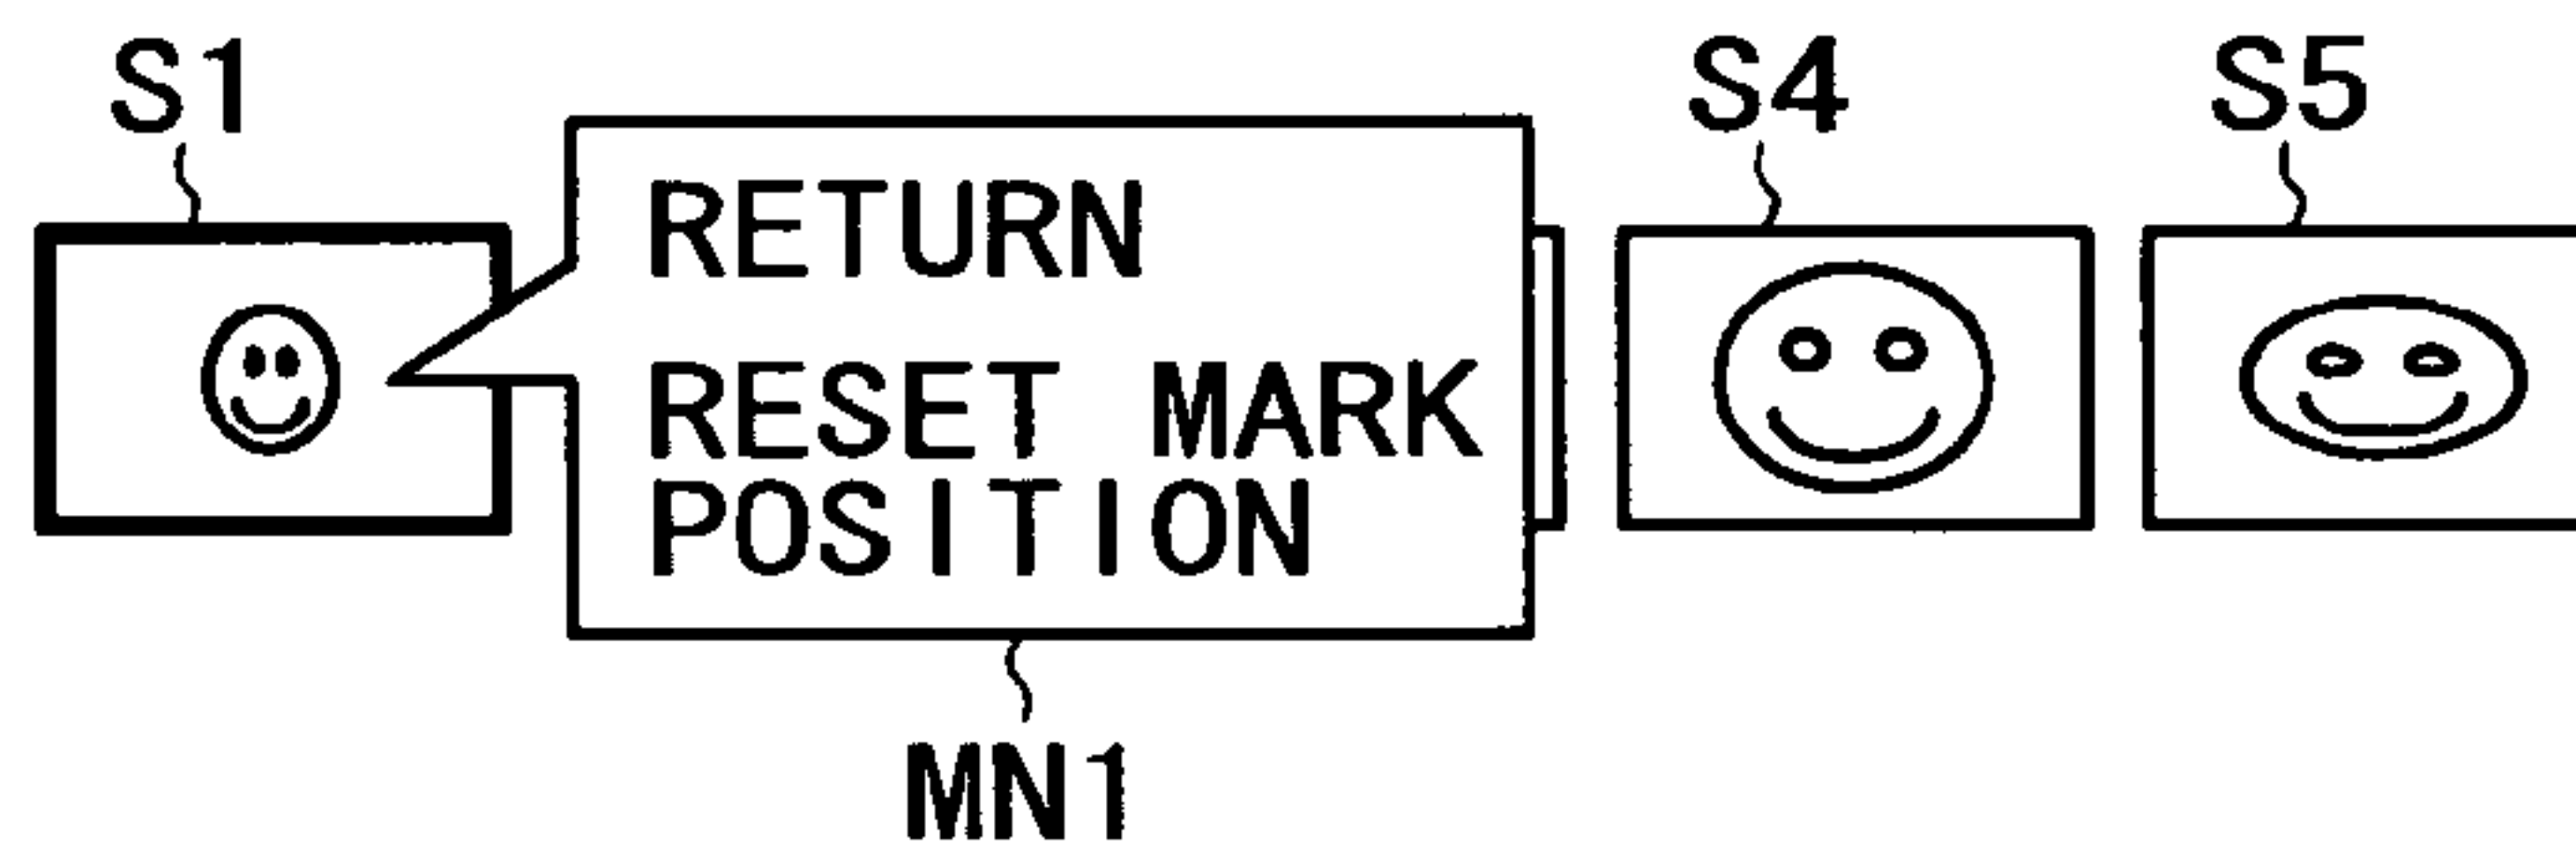 S1
S4
S5
RETURN
RESET MARK
POSITION
MN1